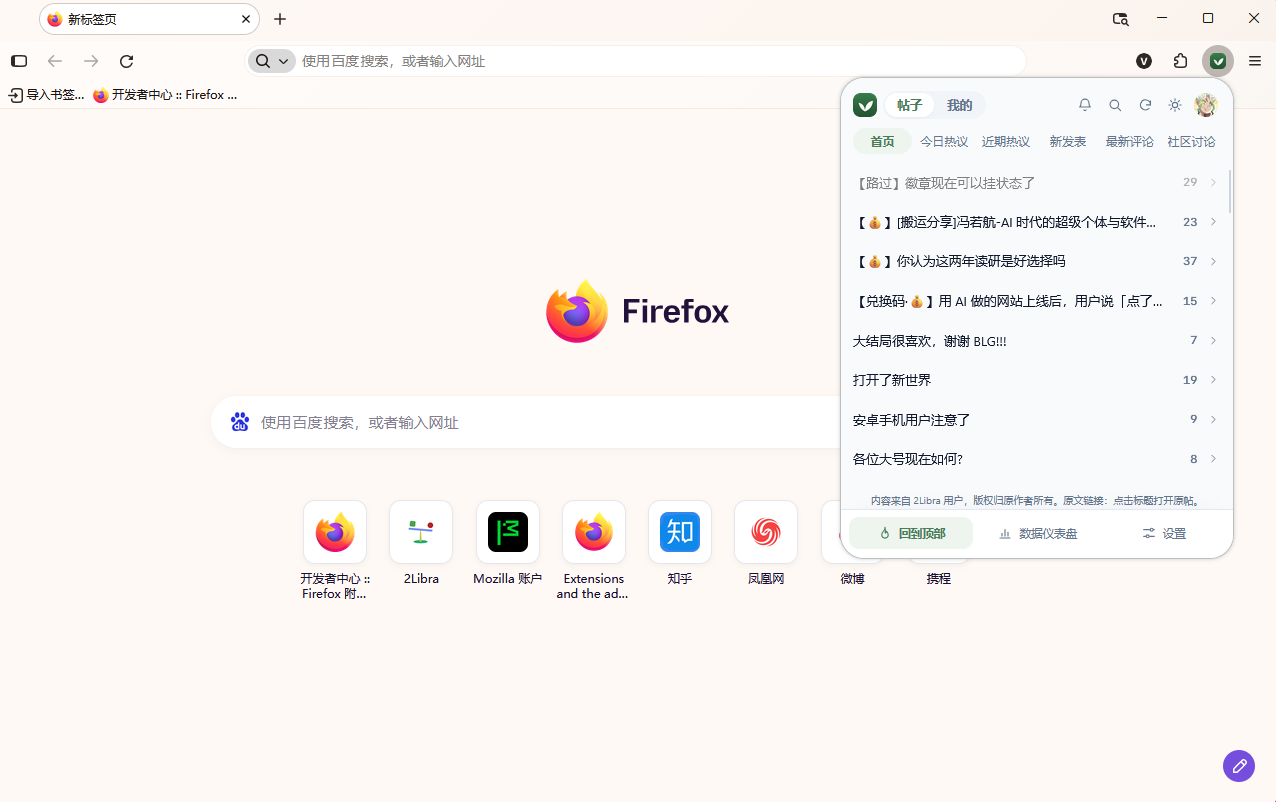 新标签页
使用百度搜索，或者输入网址
V
导入书签...
开发者中心 :: Firefox ...
帖子 我的
首页 今日热议 近期热议 新发表 最新评论 社区讨论
【路过】徽章现在可以挂状态了 29
【💰】[搬运分享]冯若航-AI 时代的超级个体与软件... 23
【💰】你认为这两年读研是好选择吗 37
【兑换码·💰】用 AI 做的网站上线后，用户说「点了... 15
大结局很喜欢，谢谢 BLG!!! 7
打开了新世界 19
安卓手机用户注意了 9
各位大号现在如何? 8
内容来自 2Libra 用户，版权归原作者所有。原文链接：点击标题打开原帖。
回到顶部 数据仪表盘 设置
Firefox
du
使用百度搜索，或者输入网址
知
开发者中心 ::
Firefox 附...
2Libra
Mozilla 账户
Extensions
and the ad...
知乎
凤凰网
微博
携程